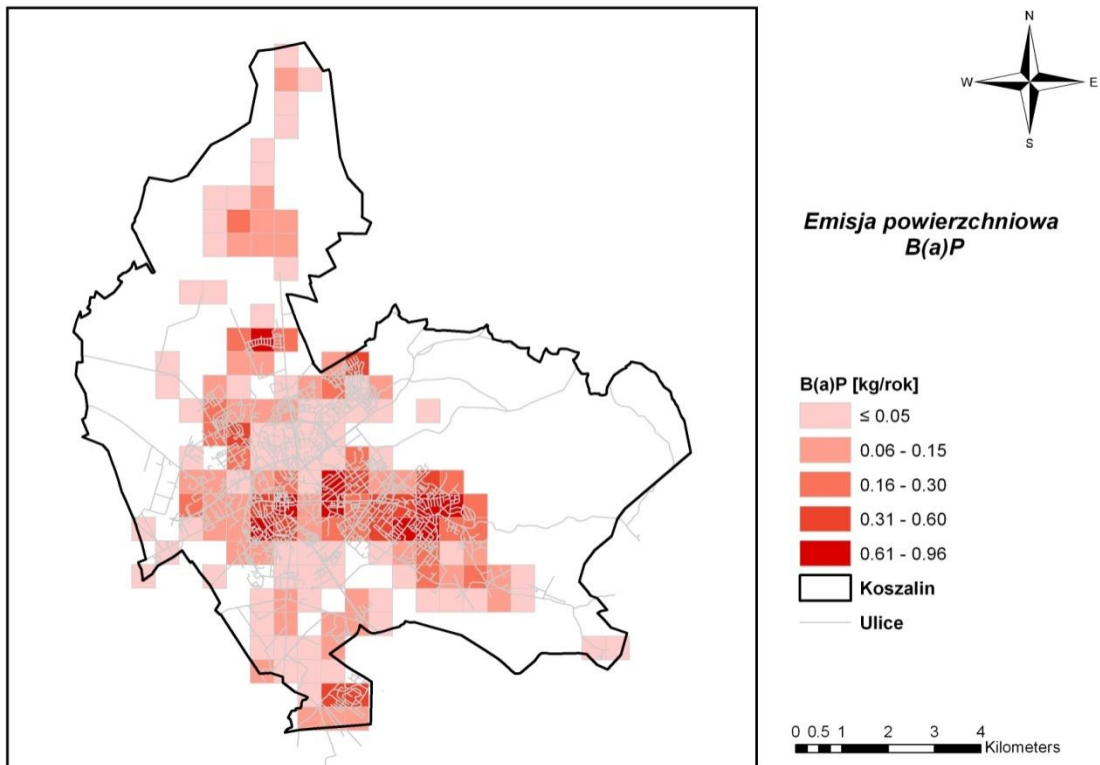 N
W E
S
Emisja powierzchniowa
B(a)P
B(a)P [kg/rok]
≤ 0.05
0.06 - 0.15
0.16 - 0.30
0.31 - 0.60
0.61 - 0.96
Koszalin
Ulice
0 0.5 1 2 3 4
Kilometers